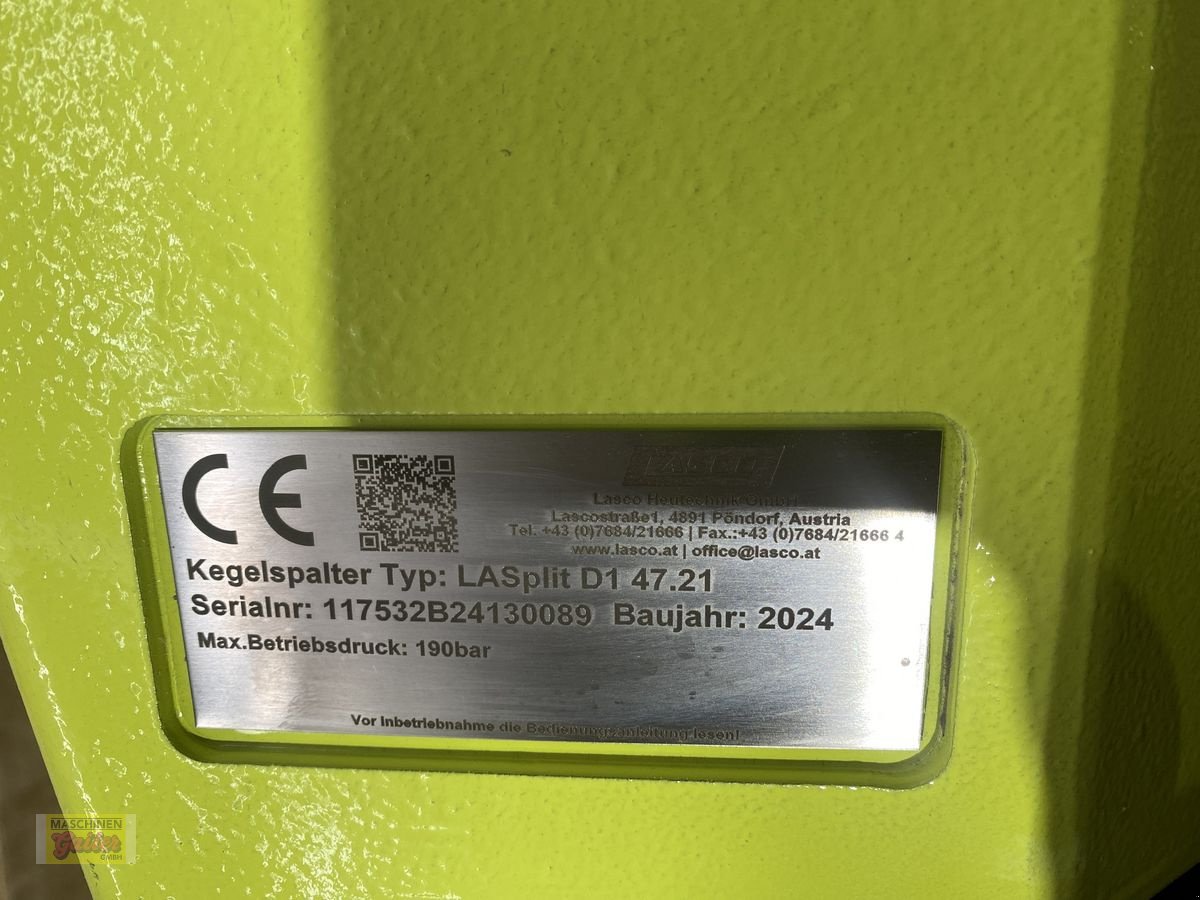 CE
LASCO
Lasco Heutechnik GmbH
Lascostraße1, 4891 Pöndorf, Austria
Tel. +43 (0)7684/21666 | Fax.:+43 (0)7684/21666 4
www.lasco.at | office@lasco.at
Kegelspalter Typ: LASplit D1 47.21
Serialnr: 117532B24130089 Baujahr: 2024
Max.Betriebsdruck: 190bar
Vor Inbetriebnahme die Bedienungsanleitung lesen!
MASCHINEN
Gruber
GMBH